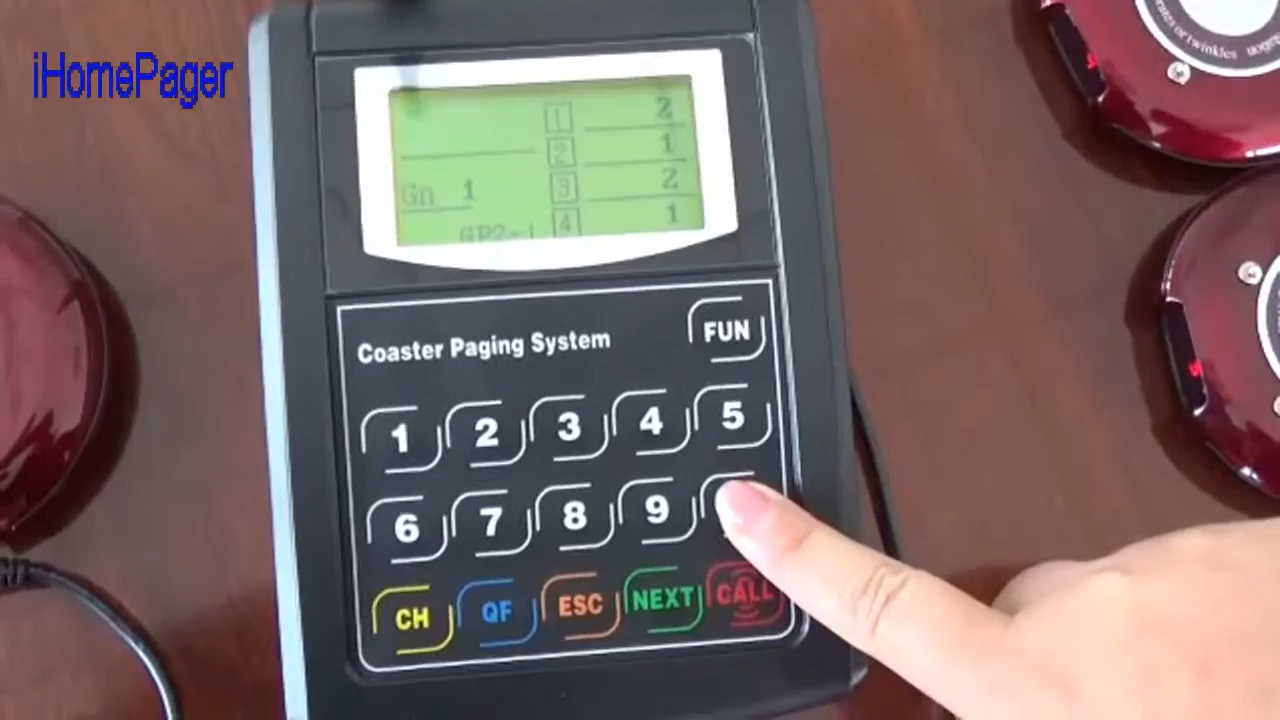 iHomePager
1 2
2 1
Gn 1
3 2
4 1
Coaster Paging System
FUN
1 2 3 4 5
6 7 8 9
CH QF ESC NEXT CALL